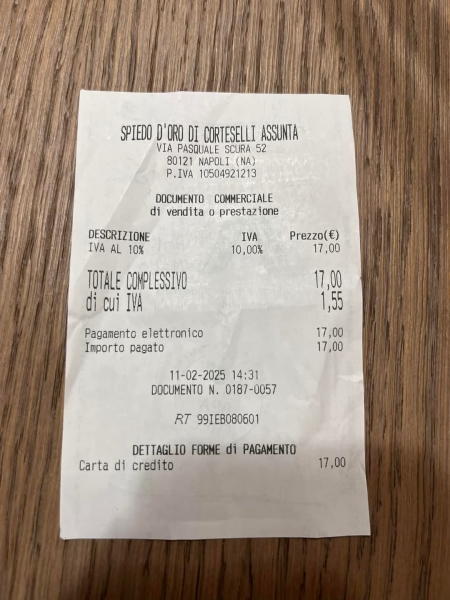 SPIEDO D'ORO DI CORTESELLI ASSUNTA
VIA PASQUALE SCURA 52
80121 NAPOLI (NA)
P.IVA 10504921213
DOCUMENTO COMMERCIALE
di vendita o prestazione
DESCRIZIONE IVA Prezzo(€)
IVA AL 10% 10,00% 17,00
TOTALE COMPLESSIVO 17,00
di cui IVA 1,55
Pagamento elettronico 17,00
Importo pagato 17,00
11-02-2025 14:31
DOCUMENTO N. 0187-0057
RT 99IEB080601
DETTAGLIO FORME di PAGAMENTO
Carta di credito 17,00